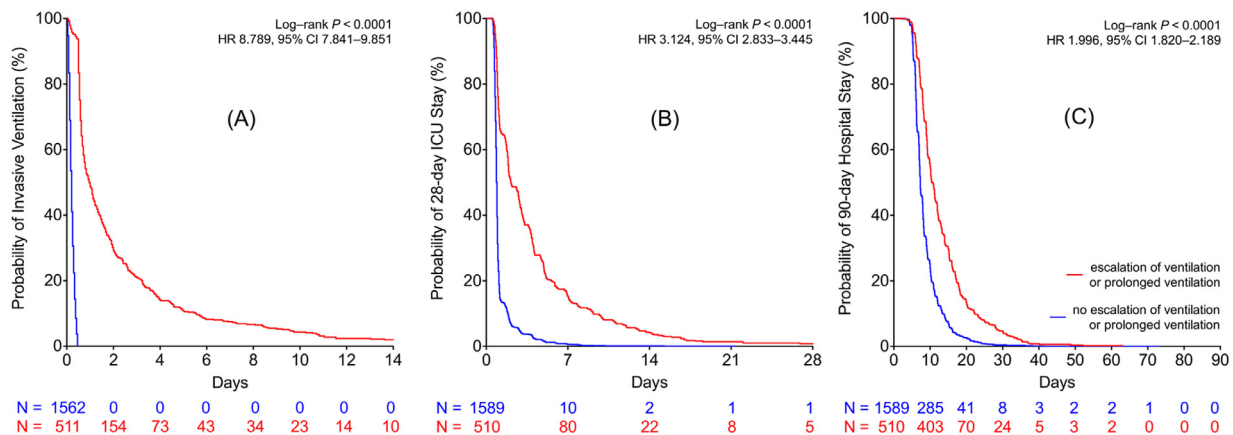 Log–rank P < 0.0001
HR 8.789, 95% CI 7.841–9.851
(A)
Probability of Invasive Ventilation (%)
100
80
60
40
20
0
0 2 4 6 8 10 12 14
Days
N = 1562 0 0 0 0 0 0 0
N = 511 154 73 43 34 23 14 10
Log–rank P < 0.0001
HR 3.124, 95% CI 2.833–3.445
(B)
Probability of 28-day ICU Stay (%)
100
80
60
40
20
0
0 7 14 21 28
Days
N = 1589 10 2 1 1
N = 510 80 22 8 5
Log–rank P < 0.0001
HR 1.996, 95% CI 1.820–2.189
(C)
Probability of 90-day Hospital Stay (%)
100
80
60
40
20
0
escalation of ventilation
or prolonged ventilation
no escalation of ventilation
or prolonged ventilation
0 10 20 30 40 50 60 70 80 90
Days
N = 1589 285 41 8 3 2 2 1 0 0
N = 510 403 70 24 5 3 2 0 0 0